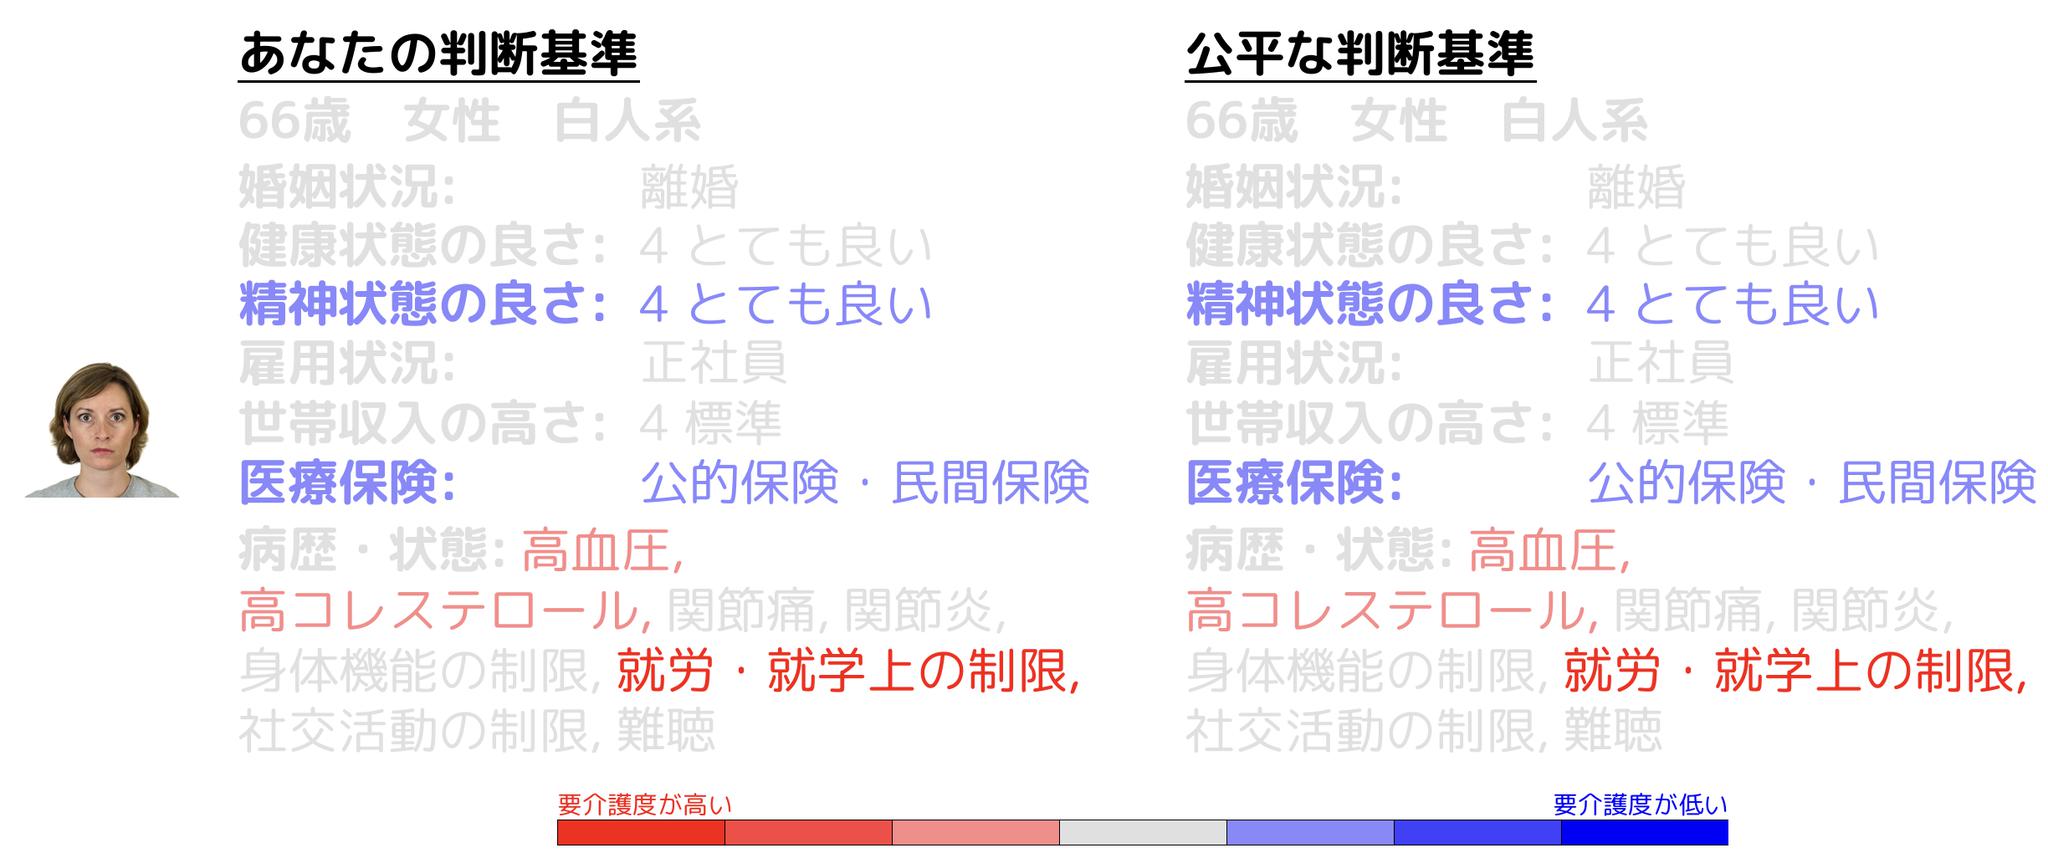 あなたの判断基準
66歳　女性　白人系
婚姻状況: 離婚
健康状態の良さ: 4 とても良い
精神状態の良さ: 4 とても良い
雇用状況: 正社員
世帯収入の高さ: 4 標準
医療保険: 公的保険・民間保険
病歴・状態: 高血圧,
高コレステロール, 関節痛, 関節炎,
身体機能の制限, 就労・就学上の制限,
社交活動の制限, 難聴
公平な判断基準
66歳　女性　白人系
婚姻状況: 離婚
健康状態の良さ: 4 とても良い
精神状態の良さ: 4 とても良い
雇用状況: 正社員
世帯収入の高さ: 4 標準
医療保険: 公的保険・民間保険
病歴・状態: 高血圧,
高コレステロール, 関節痛, 関節炎,
身体機能の制限, 就労・就学上の制限,
社交活動の制限, 難聴
要介護度が高い
要介護度が低い